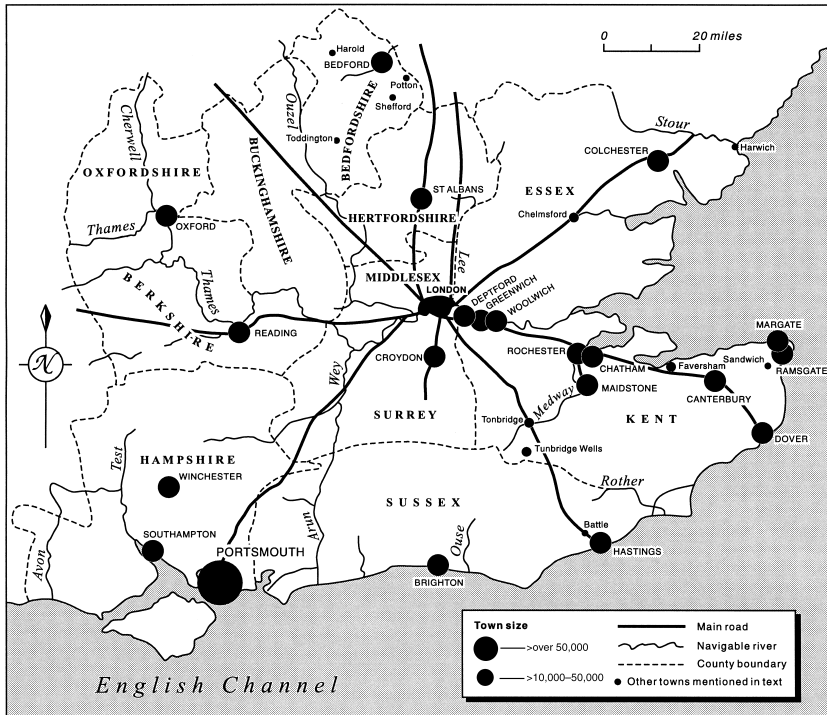 0 20 miles
Harold
BEDFORD
Potton
Shefford
Toddington
Ouzel
BEDFORDSHIRE
Cherwell
OXFORDSHIRE
BUCKINGHAMSHIRE
Stour
Harwich
COLCHESTER
ESSEX
Chelmsford
ST ALBANS
HERTFORDSHIRE
Thames
OXFORD
Lee
MIDDLESEX
LONDON
Thames
BERKSHIRE
READING
DEPTFORD
GREENWICH
WOOLWICH
MARGATE
RAMSGATE
Sandwich
ROCHESTER
CHATHAM
Faversham
MAIDSTONE
CANTERBURY
N
CROYDON
Wey
SURREY
Medway
KENT
Tonbridge
DOVER
Tunbridge Wells
Test
HAMPSHIRE
WINCHESTER
Rother
SUSSEX
Arun
Ouse
Battle
HASTINGS
SOUTHAMPTON
PORTSMOUTH
Avon
BRIGHTON
English Channel
Town size
>over 50,000
>10,000–50,000
Main road
Navigable river
County boundary
Other towns mentioned in text